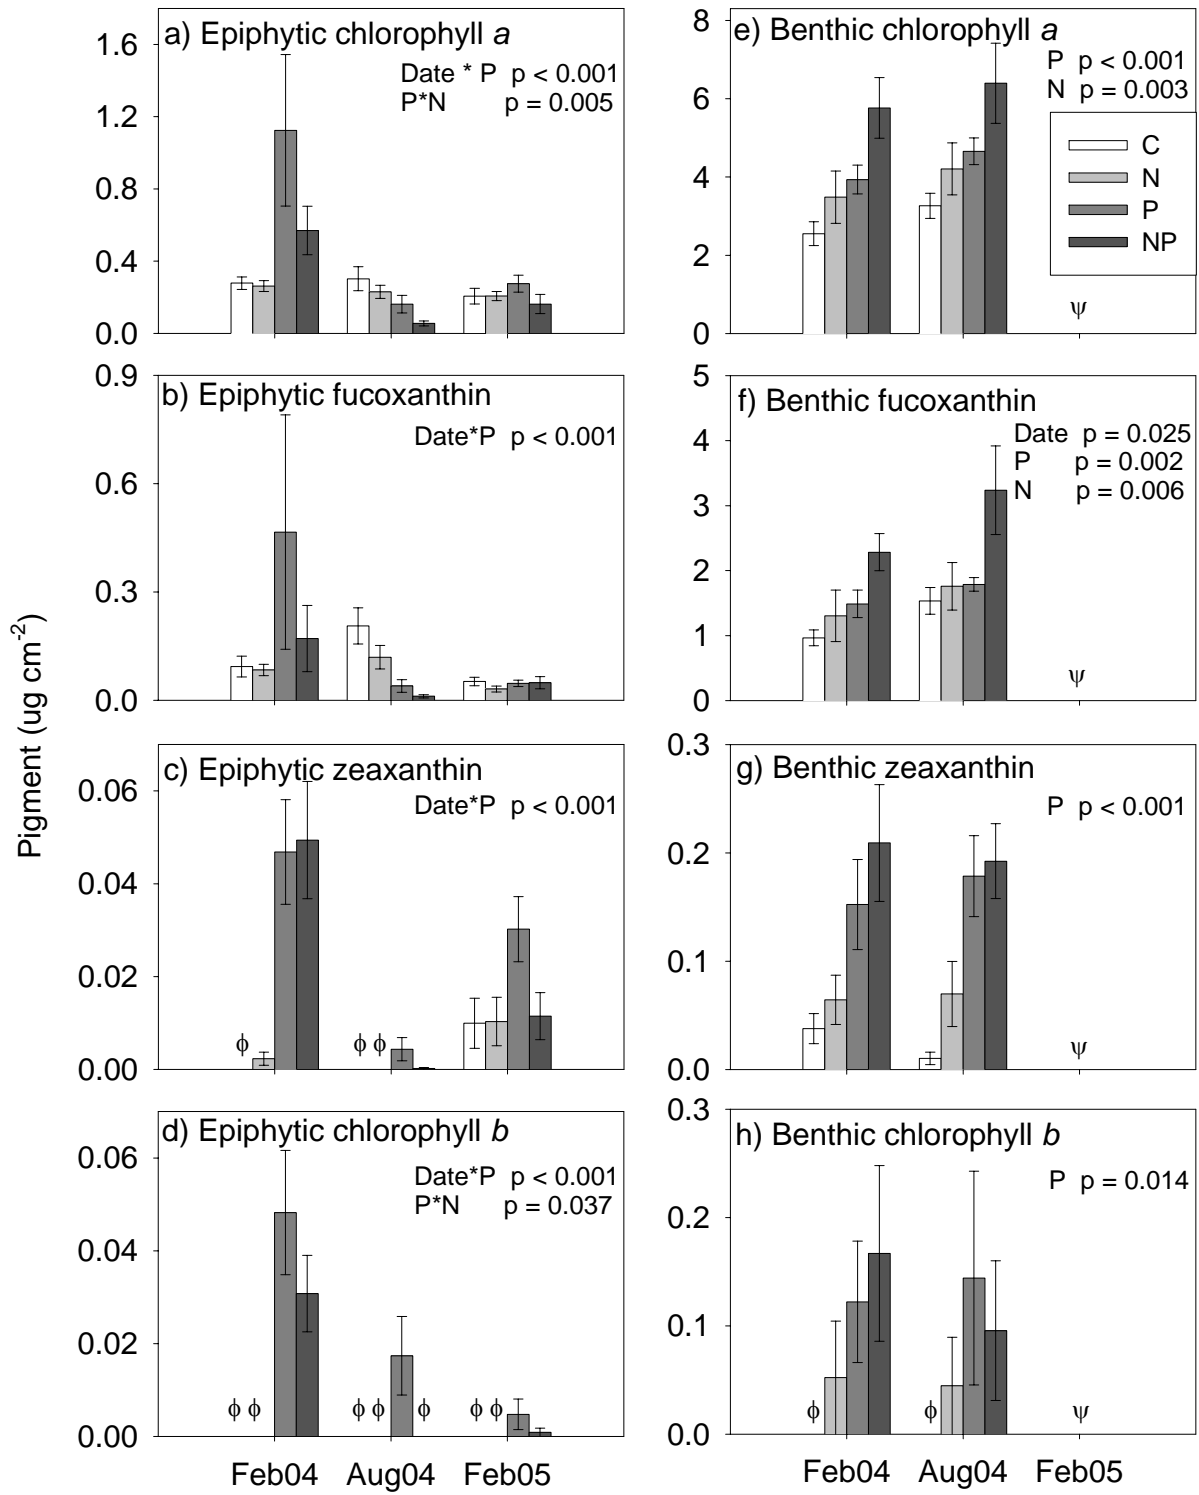 Pigment (ug cm-2)
a) Epiphytic chlorophyll a
Date * P p < 0.001
P*N p = 0.005
1.6
1.2
0.8
0.4
0.0
b) Epiphytic fucoxanthin
Date*P p < 0.001
0.9
0.6
0.3
0.0
c) Epiphytic zeaxanthin
Date*P p < 0.001
0.06
0.04
0.02
0.00
ϕ
ϕ ϕ
d) Epiphytic chlorophyll b
Date*P p < 0.001
P*N p = 0.037
0.06
0.04
0.02
0.00
ϕ ϕ
ϕ ϕ ϕ
ϕ ϕ
Feb04 Aug04 Feb05
e) Benthic chlorophyll a
P p < 0.001
N p = 0.003
C
N
P
NP
8
6
4
2
0
ψ
f) Benthic fucoxanthin
Date p = 0.025
P p = 0.002
N p = 0.006
5
4
3
2
1
0
ψ
g) Benthic zeaxanthin
P p < 0.001
0.3
0.2
0.1
0.0
ψ
h) Benthic chlorophyll b
P p = 0.014
0.3
0.2
0.1
0.0
ϕ
ϕ
ψ
Feb04 Aug04 Feb05